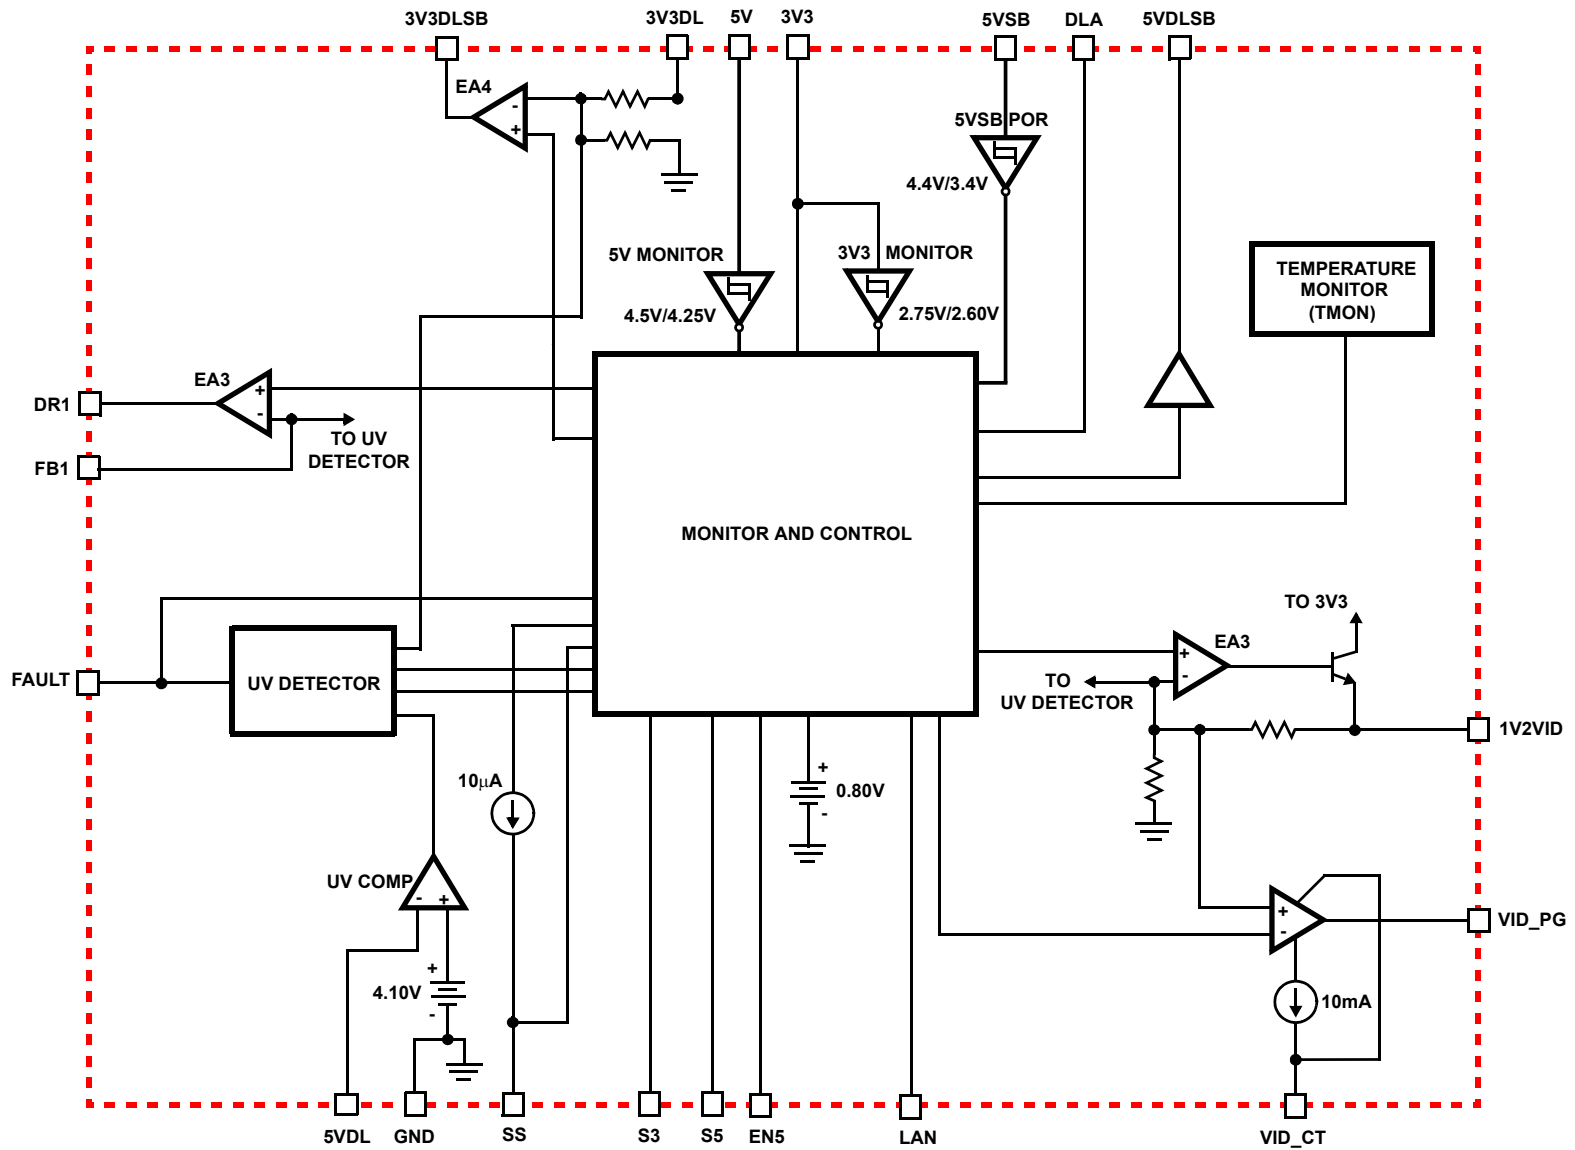 3V3DLSB
3V3DL
5V
3V3
5VSB
DLA
5VDLSB
EA4
-
+
5VSB POR
4.4V/3.4V
5V MONITOR
4.5V/4.25V
3V3 MONITOR
2.75V/2.60V
TEMPERATURE
MONITOR
(TMON)
EA3
+
-
DR1
FB1
TO UV
DETECTOR
MONITOR AND CONTROL
FAULT
UV DETECTOR
TO 3V3
EA3
+
-
TO
UV DETECTOR
1V2VID
10µA
+
0.80V
-
UV COMP
-
+
+
4.10V
-
+
-
VID_PG
10mA
5VDL
GND
SS
S3
S5
EN5
LAN
VID_CT